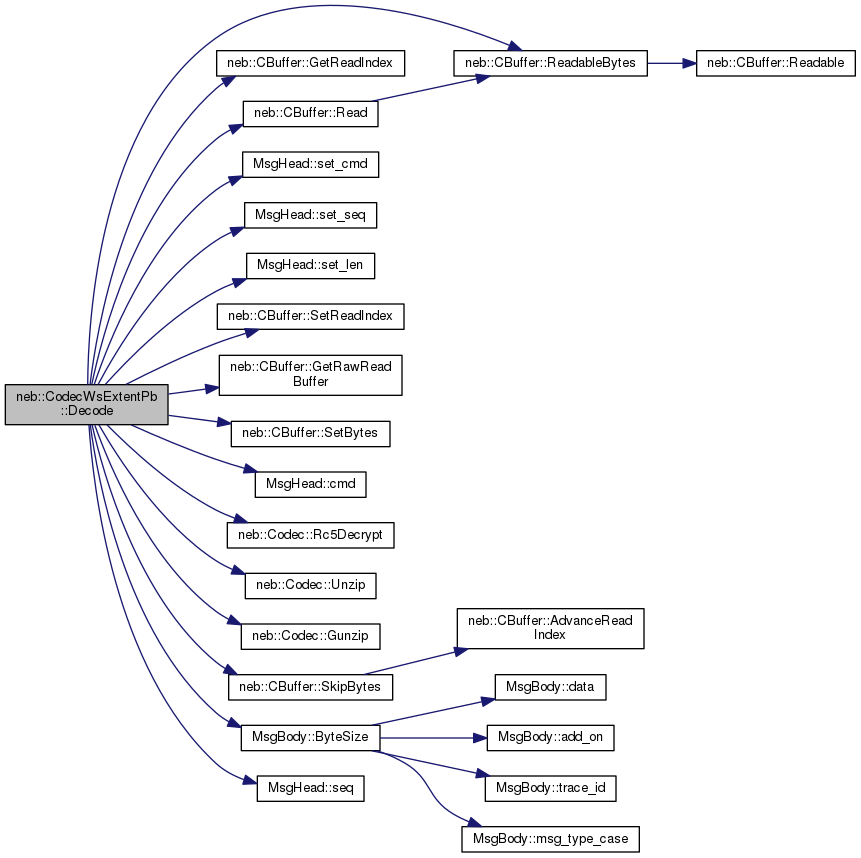 neb::CBuffer::GetReadIndex
neb::CBuffer::ReadableBytes
neb::CBuffer::Readable
neb::CBuffer::Read
MsgHead::set_cmd
MsgHead::set_seq
MsgHead::set_len
neb::CBuffer::SetReadIndex
neb::CBuffer::GetRawRead
Buffer
neb::CodecWsExtentPb
::Decode
neb::CBuffer::SetBytes
MsgHead::cmd
neb::Codec::Rc5Decrypt
neb::Codec::Unzip
neb::Codec::Gunzip
neb::CBuffer::AdvanceRead
Index
neb::CBuffer::SkipBytes
MsgBody::data
MsgBody::ByteSize
MsgBody::add_on
MsgHead::seq
MsgBody::trace_id
MsgBody::msg_type_case